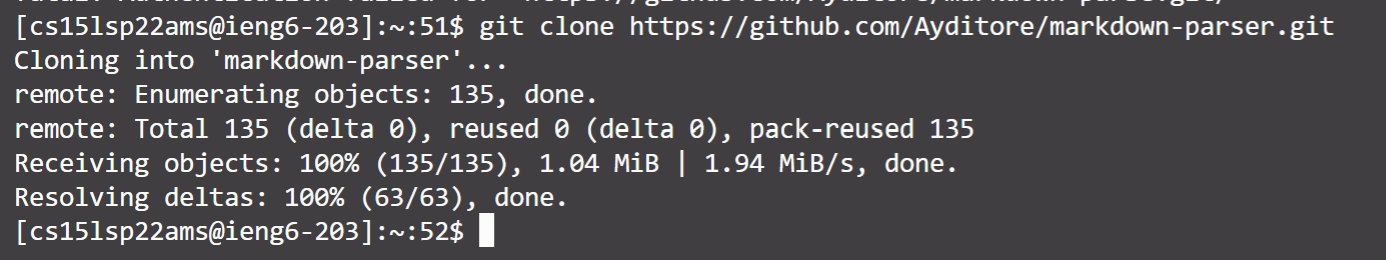 [cs15lsp22ams@ieng6-203]:~:51$ git clone https://github.com/Ayditore/markdown-parser.git
Cloning into 'markdown-parser'...
remote: Enumerating objects: 135, done.
remote: Total 135 (delta 0), reused 0 (delta 0), pack-reused 135
Receiving objects: 100% (135/135), 1.04 MiB | 1.94 MiB/s, done.
Resolving deltas: 100% (63/63), done.
[cs15lsp22ams@ieng6-203]:~:52$